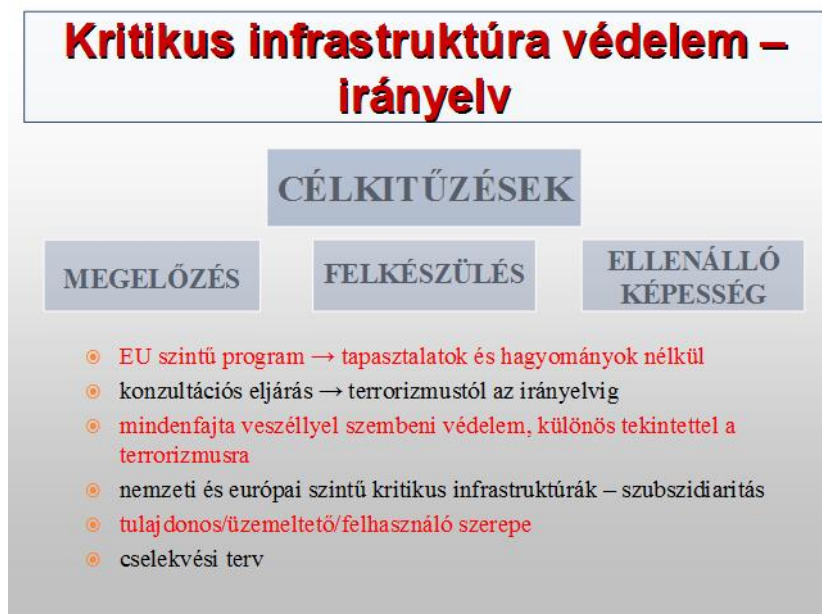 Kritikus infrastruktúra védelem –
irányelv
CÉLKITŰZÉSEK
MEGELŐZÉS
FELKÉSZÜLÉS
ELLENÁLLÓ
KÉPESSÉG
EU szintű program → tapasztalatok és hagyományok nélkül
konzultációs eljárás → terrorizmustól az irányelvig
mindenfajta veszéllyel szembeni védelem, különös tekintettel a
terrorizmusra
nemzeti és európai szintű kritikus infrastruktúrák – szubszidiaritás
tulajdonos/üzemeltető/felhasználó szerepe
cselekvési terv